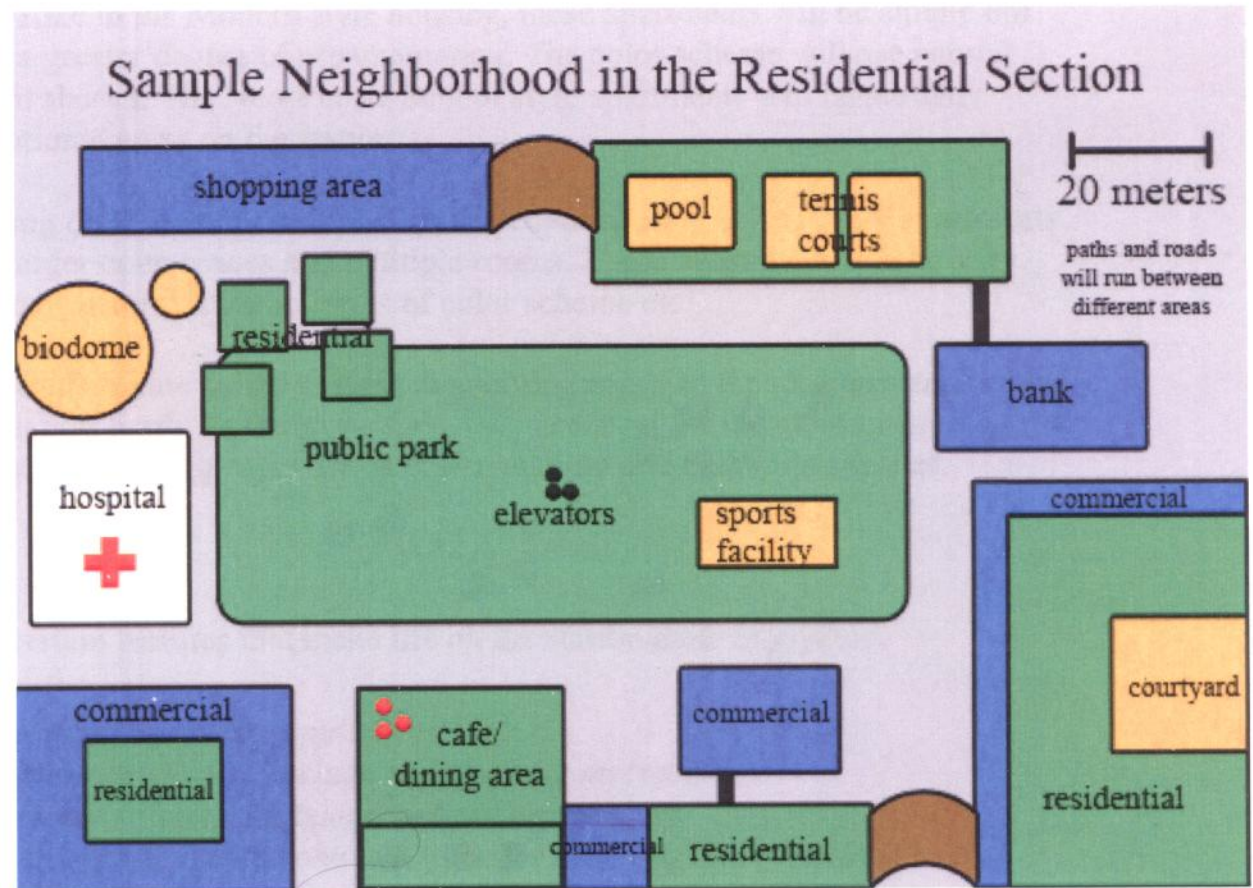 Sample Neighborhood in the Residential Section
shopping area
pool
tennis
courts
20 meters
paths and roads
will run between
different areas
biodome
residential
bank
public park
hospital
elevators
sports
facility
commercial
commercial
residential
cafe/
dining area
commercial
courtyard
residential
commercial
residential